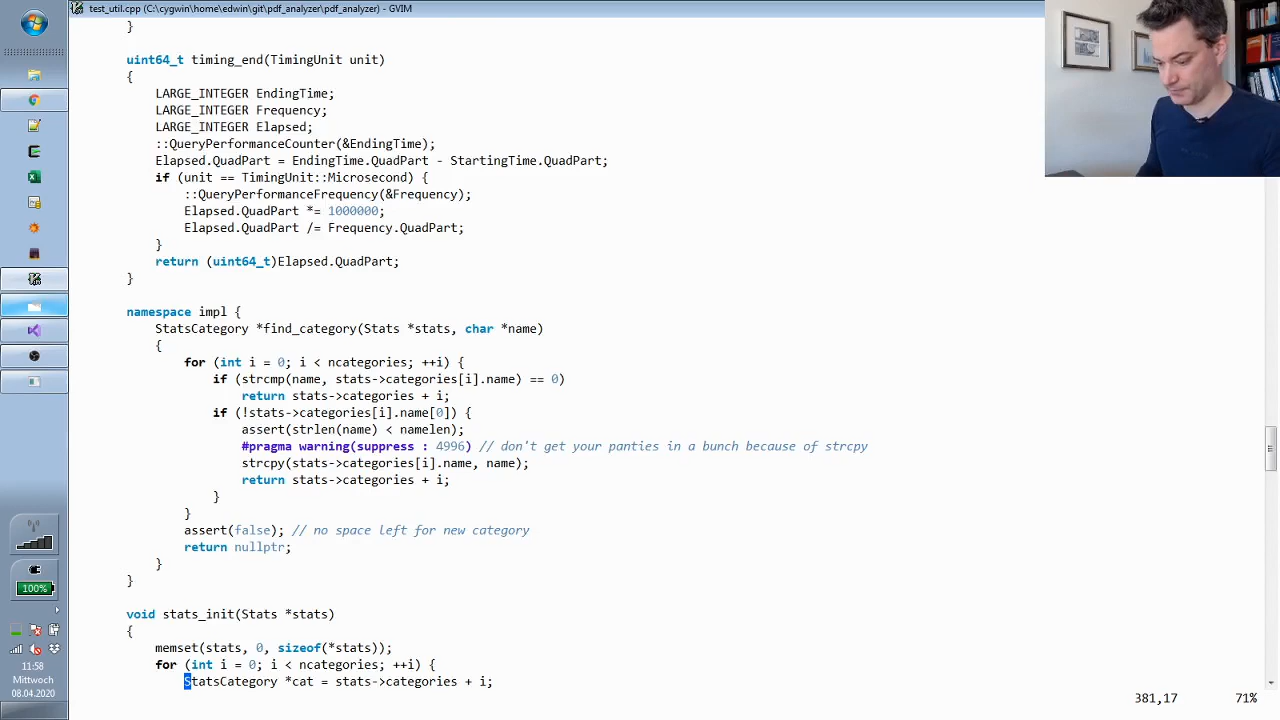 test_util.cpp (C:\cygwin\home\edwin\git\pdf_analyzer\pdf_analyzer) - GVIM
}
uint64_t timing_end(TimingUnit unit)
{
LARGE_INTEGER EndingTime;
LARGE_INTEGER Frequency;
LARGE_INTEGER Elapsed;
::QueryPerformanceCounter(&EndingTime);
Elapsed.QuadPart = EndingTime.QuadPart - StartingTime.QuadPart;
if (unit == TimingUnit::Microsecond) {
::QueryPerformanceFrequency(&Frequency);
Elapsed.QuadPart *= 1000000;
Elapsed.QuadPart /= Frequency.QuadPart;
}
return (uint64_t)Elapsed.QuadPart;
}
namespace impl {
StatsCategory *find_category(Stats *stats, char *name)
{
for (int i = 0; i < ncategories; ++i) {
if (strcmp(name, stats->categories[i].name) == 0)
return stats->categories + i;
if (!stats->categories[i].name[0]) {
assert(strlen(name) < namelen);
#pragma warning(suppress : 4996) // don't get your panties in a bunch because of strcpy
strcpy(stats->categories[i].name, name);
return stats->categories + i;
}
}
assert(false); // no space left for new category
return nullptr;
}
}
void stats_init(Stats *stats)
{
memset(stats, 0, sizeof(*stats));
for (int i = 0; i < ncategories; ++i) {
StatsCategory *cat = stats->categories + i;
381,17 71%
100%
11:58
Mittwoch
08.04.2020